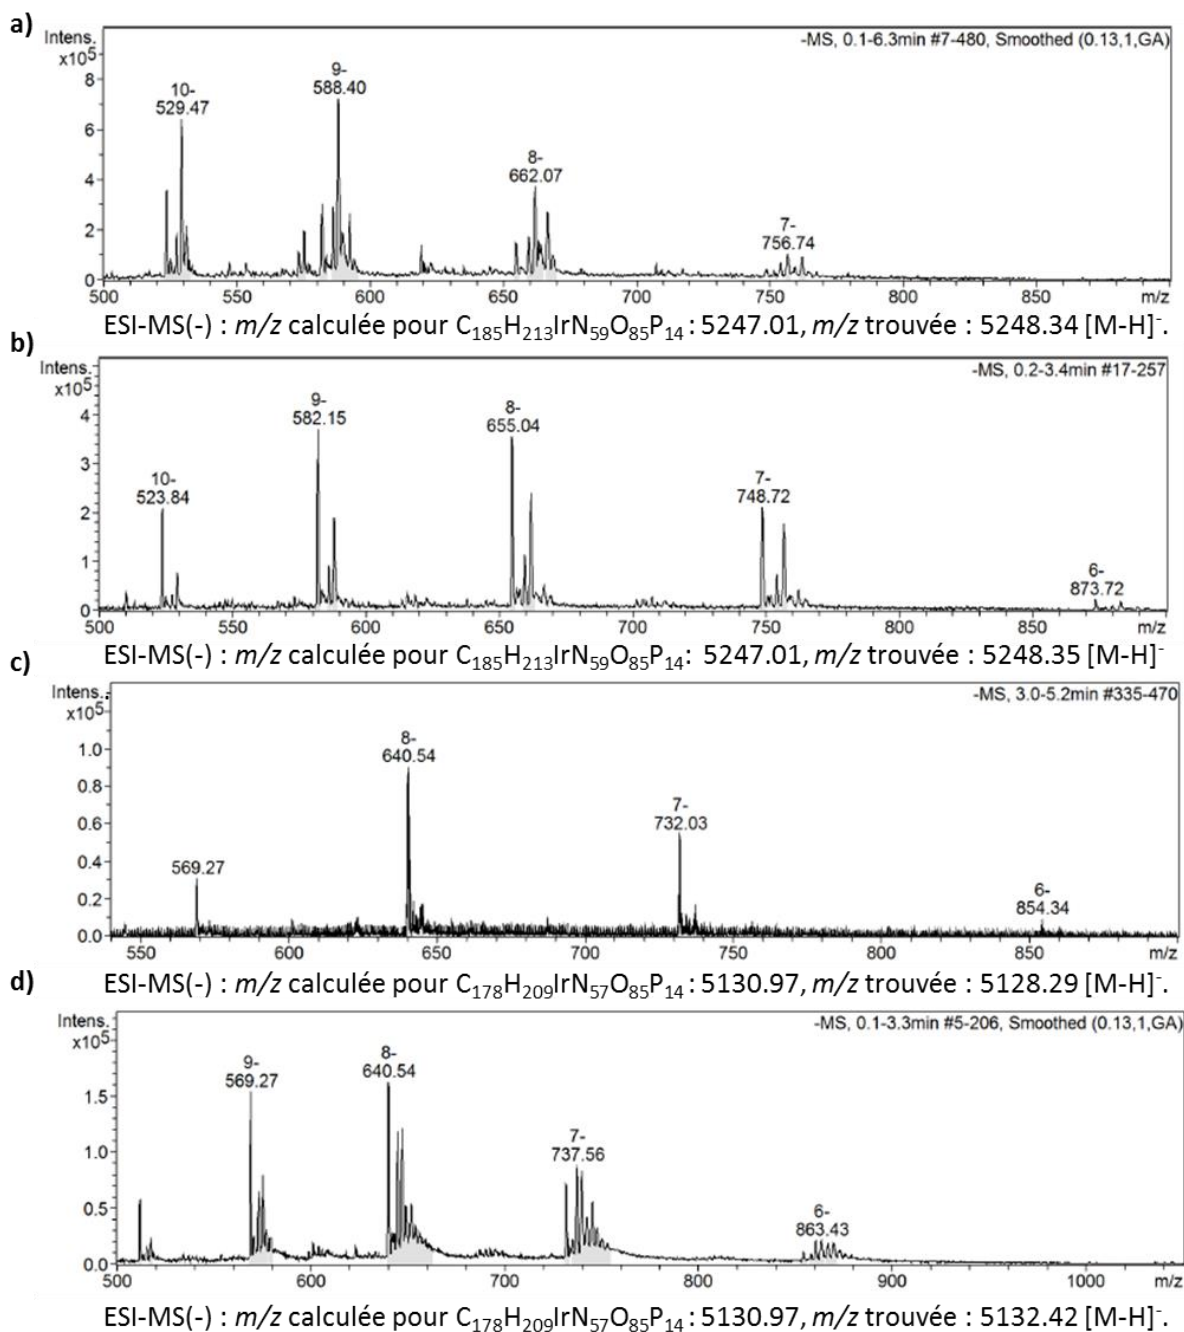 a)
Intens.
x10⁵
-MS, 0.1-6.3min #7-480, Smoothed (0.13,1,GA)
9-
588.40
10-
529.47
8-
662.07
7-
756.74
8
6
4
2
0
500 550 600 650 700 750 800 850 m/z
ESI-MS(-) : m/z calculée pour C₁₈₅H₂₁₃IrN₅₉O₈₅P₁₄ : 5247.01, m/z trouvée : 5248.34 [M-H]⁻.
b)
Intens.
x10⁵
-MS, 0.2-3.4min #17-257
9-
582.15
8-
655.04
10-
523.84
7-
748.72
6-
873.72
4
3
2
1
0
500 550 600 650 700 750 800 850 m/z
ESI-MS(-) : m/z calculée pour C₁₈₅H₂₁₃IrN₅₉O₈₅P₁₄: 5247.01, m/z trouvée : 5248.35 [M-H]⁻
c)
Intens.
x10⁵
-MS, 3.0-5.2min #335-470
8-
640.54
7-
732.03
569.27
6-
854.34
1.0
0.8
0.6
0.4
0.2
0.0
550 600 650 700 750 800 850 m/z
ESI-MS(-) : m/z calculée pour C₁₇₈H₂₀₉IrN₅₇O₈₅P₁₄ : 5130.97, m/z trouvée : 5128.29 [M-H]⁻.
d)
Intens.
x10⁵
-MS, 0.1-3.3min #5-206, Smoothed (0.13,1,GA)
9-
569.27
8-
640.54
7-
737.56
6-
863.43
1.5
1.0
0.5
0.0
500 600 700 800 900 1000 m/z
ESI-MS(-) : m/z calculée pour C₁₇₈H₂₀₉IrN₅₇O₈₅P₁₄ : 5130.97, m/z trouvée : 5132.42 [M-H]⁻.